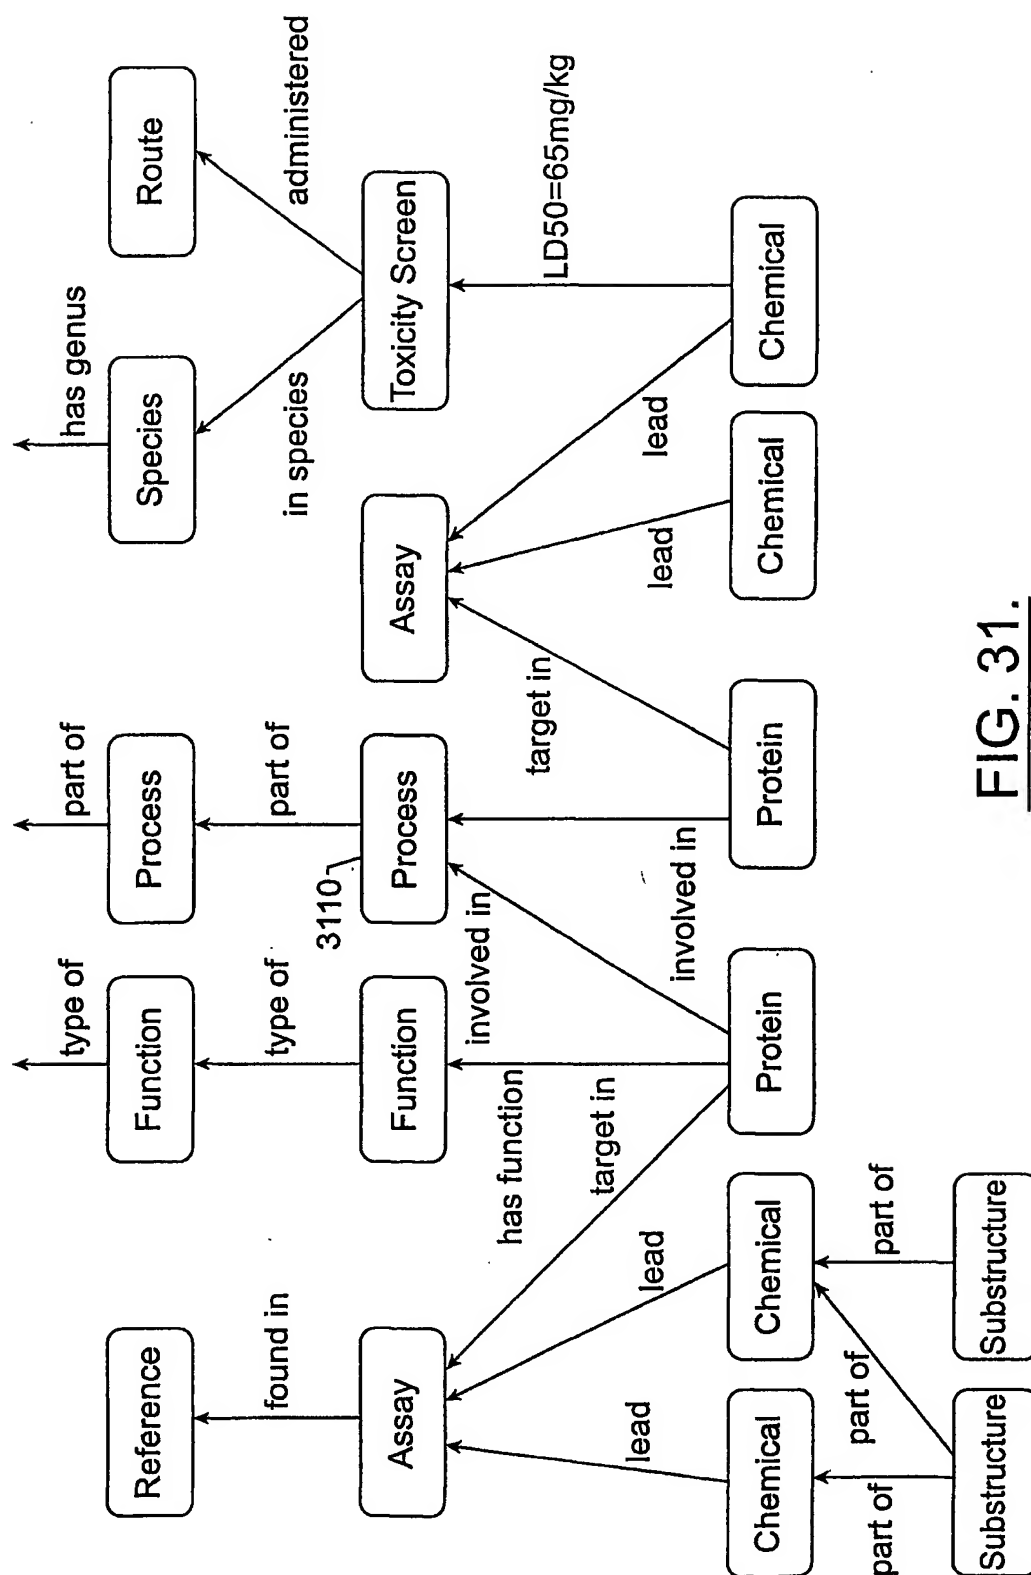 has genus
part of
type of
Route
Species
Process
Function
Reference
administered
in species
part of
type of
found in
3110
Toxicity Screen
Assay
Process
Function
Assay
LD50=65mg/kg
lead
lead
target in
involved in
involved in
has function
target in
lead
lead
Chemical
Chemical
Protein
Protein
Chemical
Chemical
part of
part of
part of
Substructure
Substructure
FIG. 31.